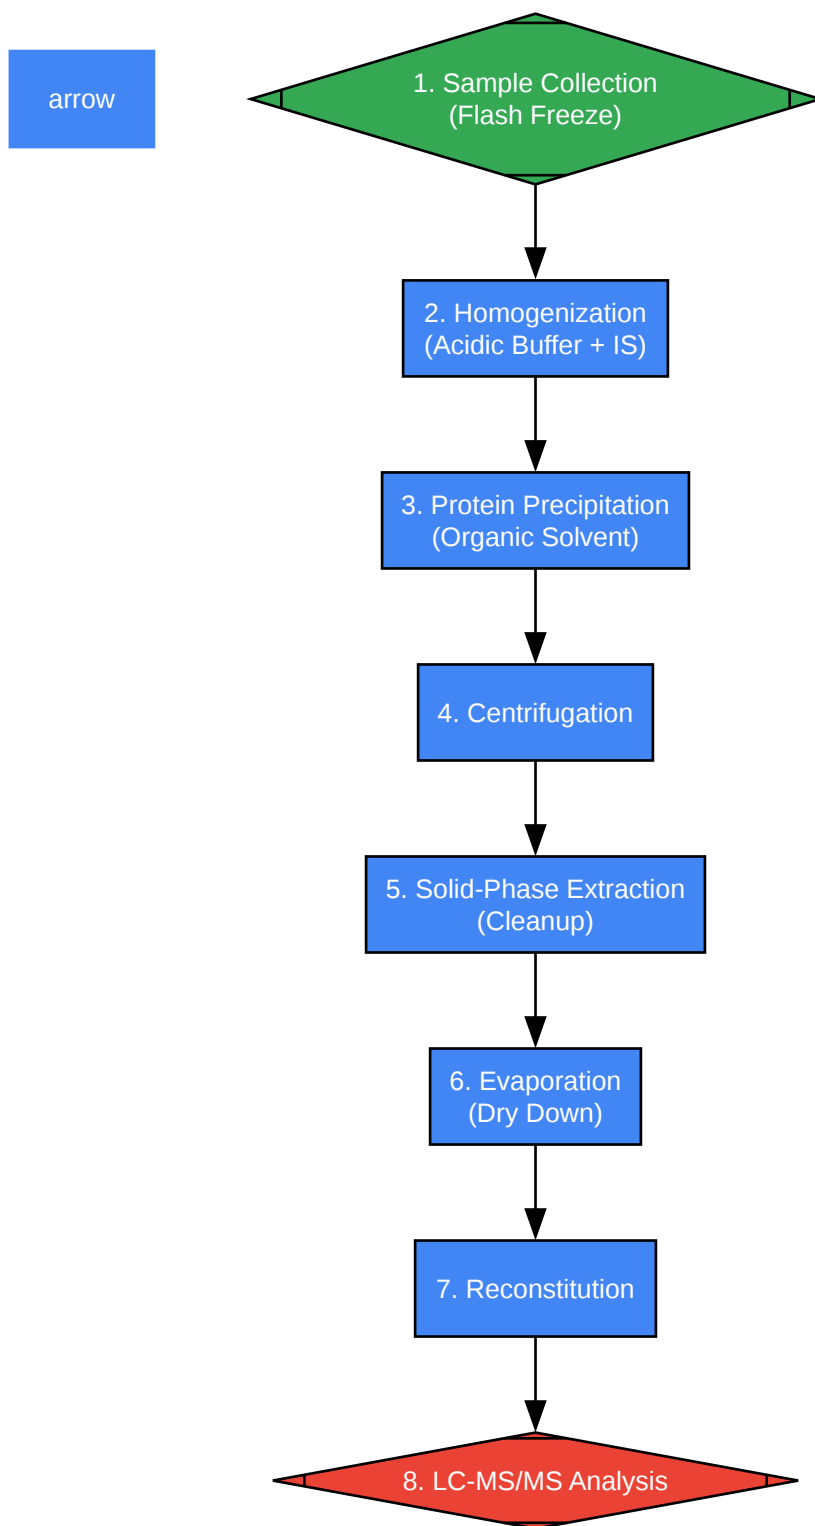 arrow
1. Sample Collection
(Flash Freeze)
2. Homogenization
(Acidic Buffer + IS)
3. Protein Precipitation
(Organic Solvent)
4. Centrifugation
5. Solid-Phase Extraction
(Cleanup)
6. Evaporation
(Dry Down)
7. Reconstitution
8. LC-MS/MS Analysis